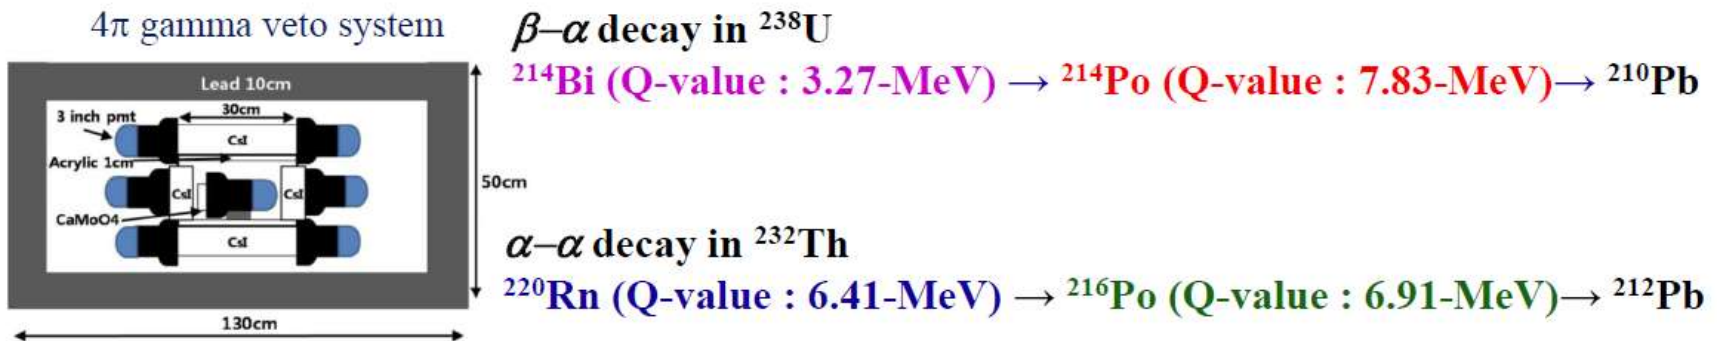 4π gamma veto system
Lead 10cm
3 inch pmt
30cm
CsI
Acrylic 1cm
CsI
CsI
50cm
CaMoO4
CsI
130cm
β–α decay in ²³⁸U
²¹⁴Bi (Q-value : 3.27-MeV) → ²¹⁴Po (Q-value : 7.83-MeV)→ ²¹⁰Pb
α–α decay in ²³²Th
²²⁰Rn (Q-value : 6.41-MeV) → ²¹⁶Po (Q-value : 6.91-MeV)→ ²¹²Pb